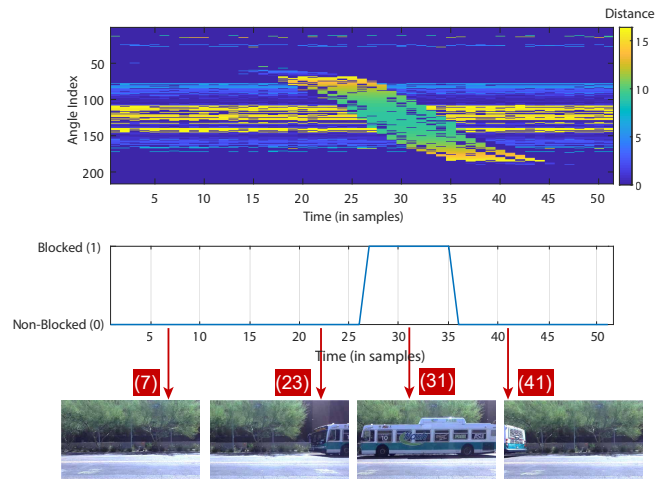 Distance
50
100
150
200
Angle Index
15
10
5
0
5 10 15 20 25 30 35 40 45 50
Time (in samples)
Blocked (1)
Non-Blocked (0)
5 10 15 20 25 30 35 40 45 50
Time (in samples)
(7) (23) (31) (41)